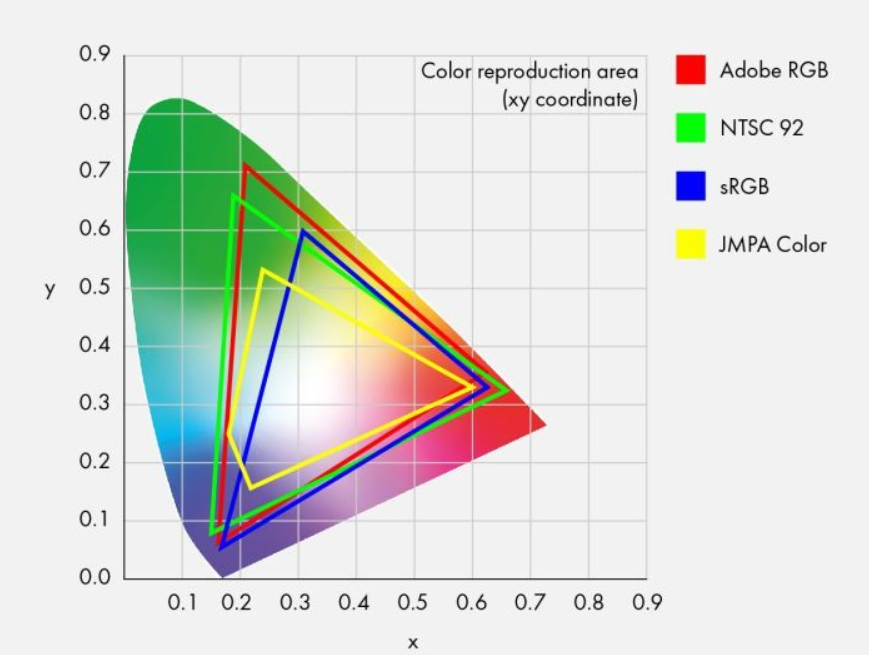 Color reproduction area
(xy coordinate)
Adobe RGB
NTSC 92
sRGB
JMPA Color
0.9
0.8
0.7
0.6
y
0.5
0.4
0.3
0.2
0.1
0.0
0.1 0.2 0.3 0.4 0.5 0.6 0.7 0.8 0.9
x